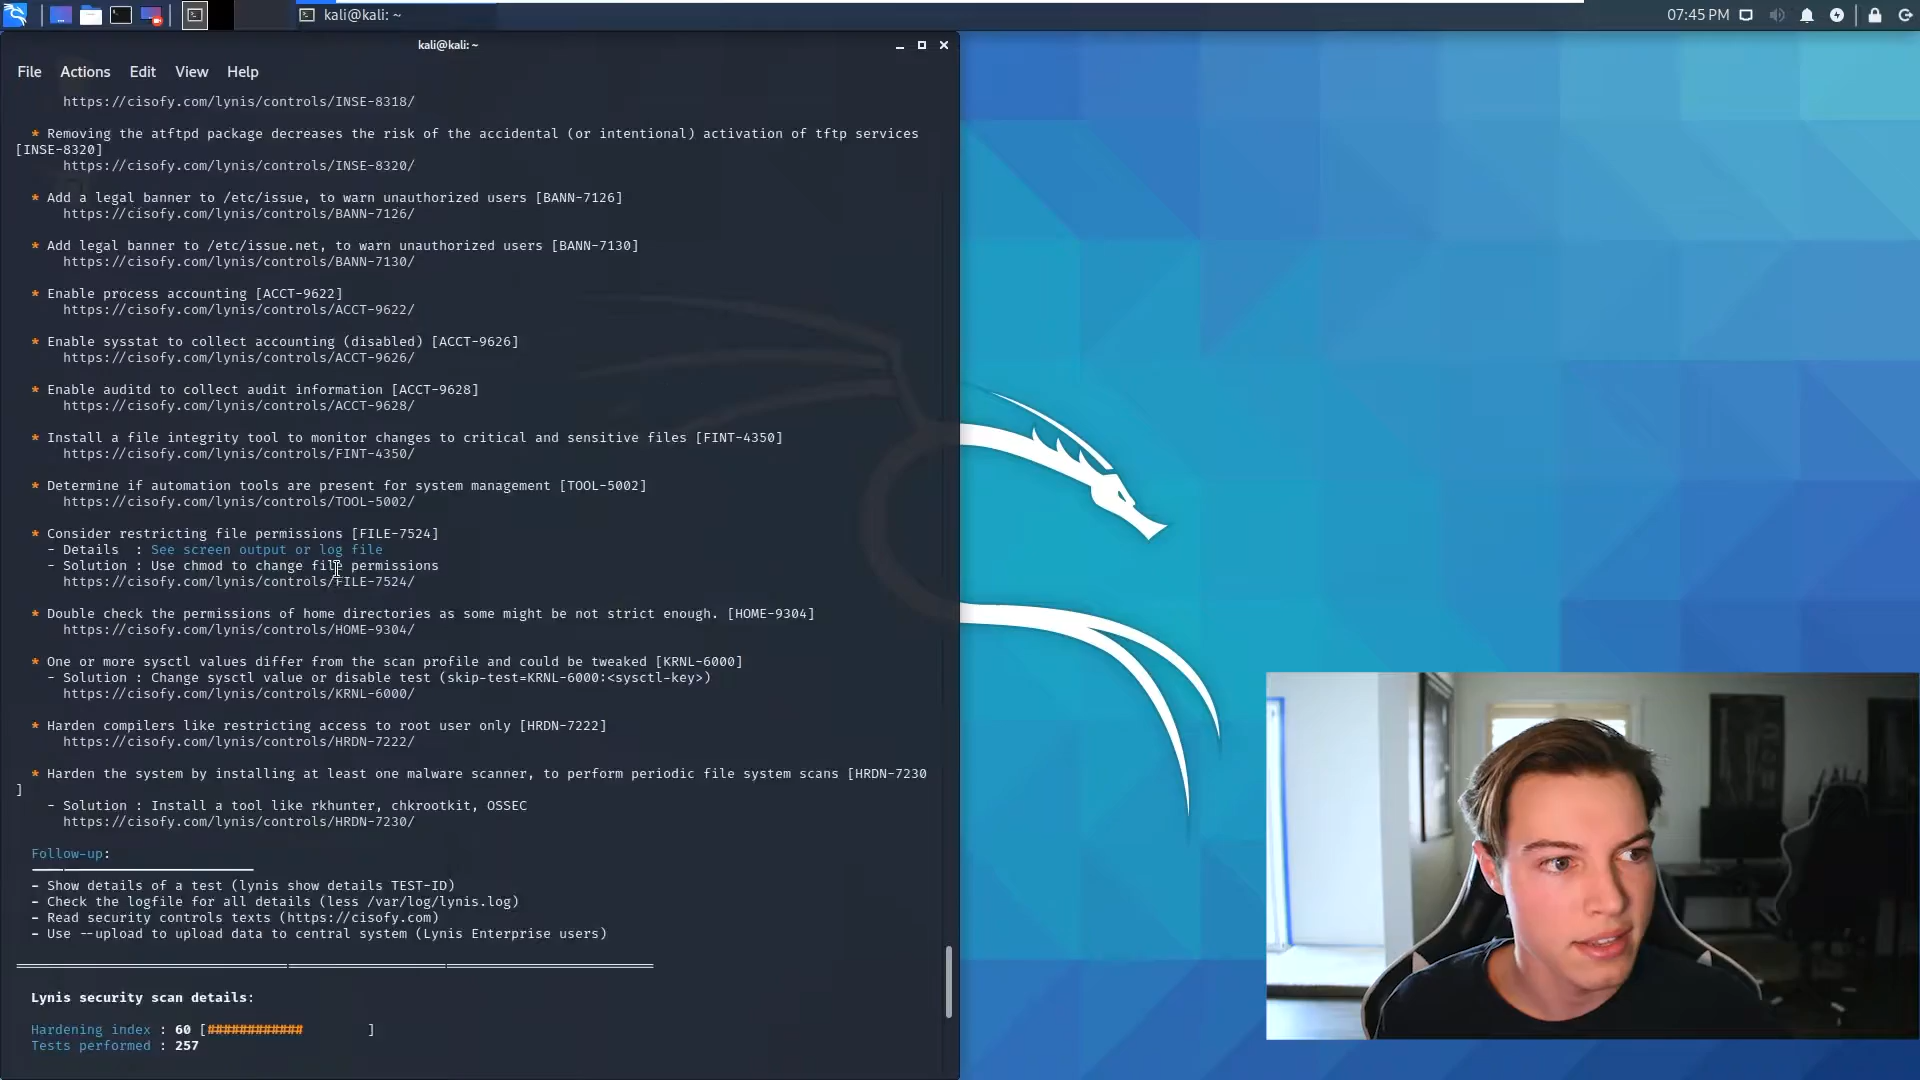 kali@kali: ~
07:45 PM
kali@kali: ~
File Actions Edit View Help
https://cisofy.com/lynis/controls/INSE-8318/
* Removing the atftpd package decreases the risk of the accidental (or intentional) activation of tftp services
[INSE-8320]
https://cisofy.com/lynis/controls/INSE-8320/
* Add a legal banner to /etc/issue, to warn unauthorized users [BANN-7126]
https://cisofy.com/lynis/controls/BANN-7126/
* Add legal banner to /etc/issue.net, to warn unauthorized users [BANN-7130]
https://cisofy.com/lynis/controls/BANN-7130/
* Enable process accounting [ACCT-9622]
https://cisofy.com/lynis/controls/ACCT-9622/
* Enable sysstat to collect accounting (disabled) [ACCT-9626]
https://cisofy.com/lynis/controls/ACCT-9626/
* Enable auditd to collect audit information [ACCT-9628]
https://cisofy.com/lynis/controls/ACCT-9628/
* Install a file integrity tool to monitor changes to critical and sensitive files [FINT-4350]
https://cisofy.com/lynis/controls/FINT-4350/
* Determine if automation tools are present for system management [TOOL-5002]
https://cisofy.com/lynis/controls/TOOL-5002/
* Consider restricting file permissions [FILE-7524]
- Details : See screen output or log file
- Solution : Use chmod to change file permissions
https://cisofy.com/lynis/controls/FILE-7524/
* Double check the permissions of home directories as some might be not strict enough. [HOME-9304]
https://cisofy.com/lynis/controls/HOME-9304/
* One or more sysctl values differ from the scan profile and could be tweaked [KRNL-6000]
- Solution : Change sysctl value or disable test (skip-test=KRNL-6000:<sysctl-key>)
https://cisofy.com/lynis/controls/KRNL-6000/
* Harden compilers like restricting access to root user only [HRDN-7222]
https://cisofy.com/lynis/controls/HRDN-7222/
* Harden the system by installing at least one malware scanner, to perform periodic file system scans [HRDN-7230
]
- Solution : Install a tool like rkhunter, chkrootkit, OSSEC
https://cisofy.com/lynis/controls/HRDN-7230/
Follow-up:
- Show details of a test (lynis show details TEST-ID)
- Check the logfile for all details (less /var/log/lynis.log)
- Read security controls texts (https://cisofy.com)
- Use --upload to upload data to central system (Lynis Enterprise users)
Lynis security scan details:
Hardening index : 60 [############        ]
Tests performed : 257